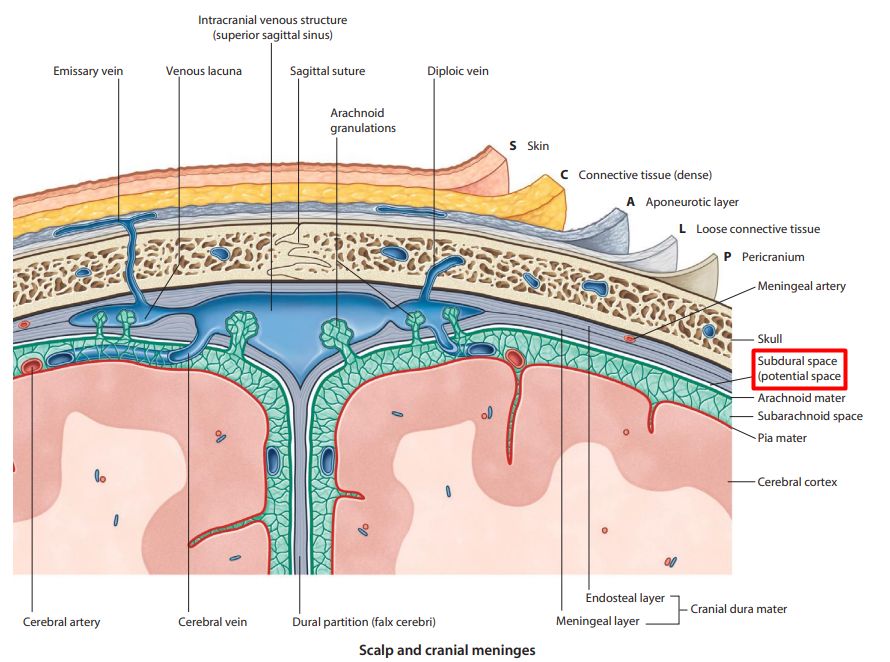 Intracranial venous structure
(superior sagittal sinus)
Emissary vein
Venous lacuna
Sagittal suture
Diploic vein
Arachnoid
granulations
S Skin
C Connective tissue (dense)
A Aponeurotic layer
L Loose connective tissue
P Pericranium
Meningeal artery
Skull
Subdural space
(potential space
Arachnoid mater
Subarachnoid space
Pia mater
Cerebral cortex
Endosteal layer
Cranial dura mater
Meningeal layer
Cerebral artery
Cerebral vein
Dural partition (falx cerebri)
Scalp and cranial meninges